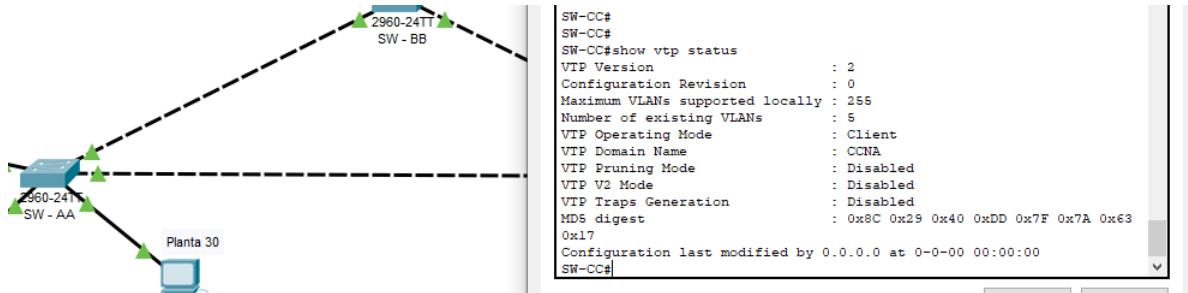 2960-24TT
SW - BB
2960-24TT
SW - AA
Planta 30
SW-CC#
SW-CC#
SW-CC#show vtp status
VTP Version : 2
Configuration Revision : 0
Maximum VLANs supported locally : 255
Number of existing VLANs : 5
VTP Operating Mode : Client
VTP Domain Name : CCNA
VTP Pruning Mode : Disabled
VTP V2 Mode : Disabled
VTP Traps Generation : Disabled
MD5 digest : 0x8C 0x29 0x40 0xDD 0x7F 0x7A 0x63
0x17
Configuration last modified by 0.0.0.0 at 0-0-00 00:00:00
SW-CC#